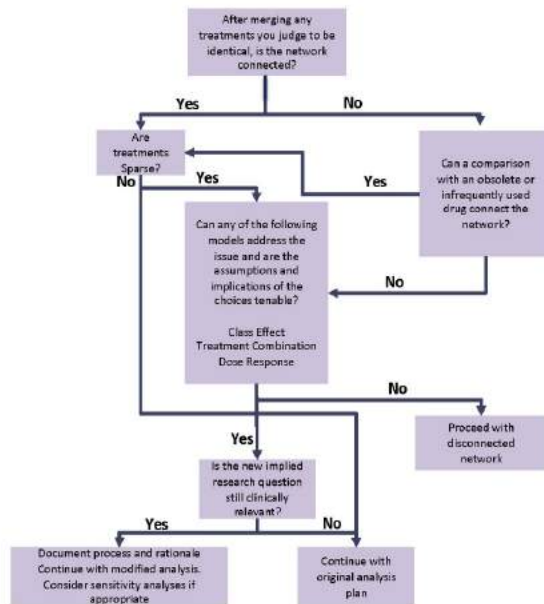 After merging any
treatments you judge to be
identical, is the network
connected?
Yes
No
Are
treatments
Sparse?
Can a comparison
with an obsolete or
infrequently used
drug connect the
network?
No
Yes
Yes
Can any of the following
models address the
issue and are the
assumptions and
implications of the
choices tenable?
Class Effect
Treatment Combination
Dose Response
No
No
Proceed with
disconnected
network
Yes
Is the new implied
research question
still clinically
relevant?
Yes
No
Document process and rationale
Continue with modified analysis.
Consider sensitivity analyses if
appropriate
Continue with
original analysis
plan